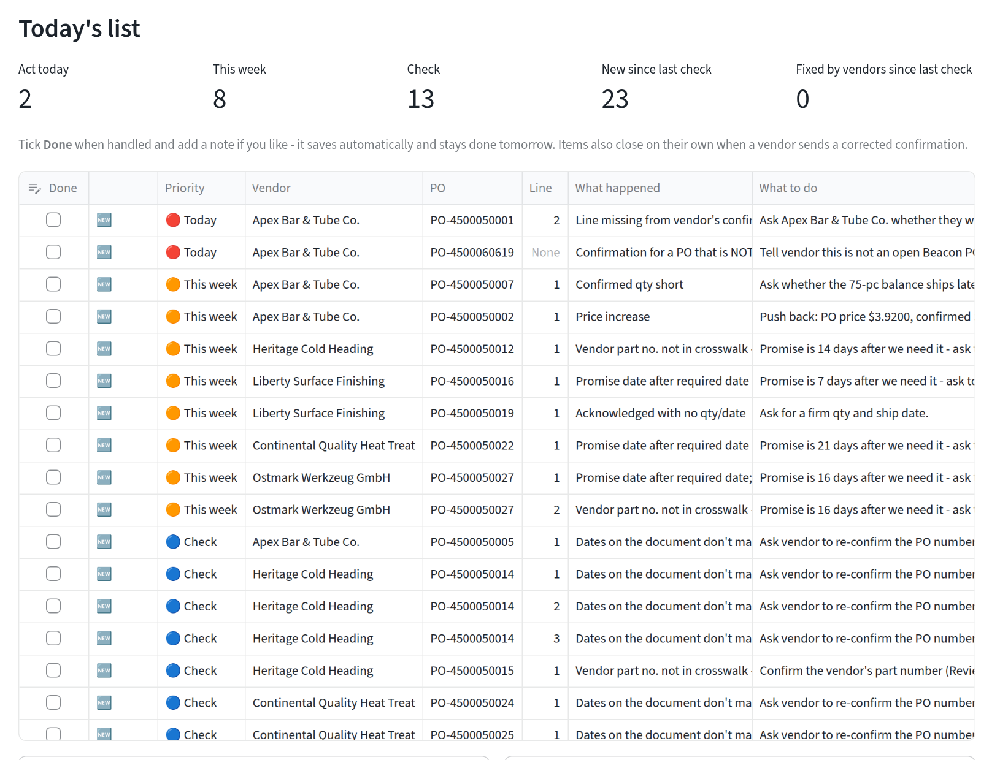 Today's list
Act today This week Check New since last check Fixed by vendors since last check
2 8 13 23 0
Tick Done when handled and add a note if you like - it saves automatically and stays done tomorrow. Items also close on their own when a vendor sends a corrected confirmation.
Done Priority Vendor PO Line What happened What to do
NEW Today Apex Bar & Tube Co. PO-4500050001 2 Line missing from vendor's confir Ask Apex Bar & Tube Co. whether they w
NEW Today Apex Bar & Tube Co. PO-4500060619 None Confirmation for a PO that is NOT Tell vendor this is not an open Beacon PO
NEW This week Apex Bar & Tube Co. PO-4500050007 1 Confirmed qty short Ask whether the 75-pc balance ships late
NEW This week Apex Bar & Tube Co. PO-4500050002 1 Price increase Push back: PO price $3.9200, confirmed
NEW This week Heritage Cold Heading PO-4500050012 1 Vendor part no. not in crosswalk - Promise is 14 days after we need it - ask
NEW This week Liberty Surface Finishing PO-4500050016 1 Promise date after required date Promise is 7 days after we need it - ask to
NEW This week Liberty Surface Finishing PO-4500050019 1 Acknowledged with no qty/date Ask for a firm qty and ship date.
NEW This week Continental Quality Heat Treat PO-4500050022 1 Promise date after required date Promise is 21 days after we need it - ask
NEW This week Ostmark Werkzeug GmbH PO-4500050027 1 Promise date after required date; Promise is 16 days after we need it - ask
NEW This week Ostmark Werkzeug GmbH PO-4500050027 2 Vendor part no. not in crosswalk - Promise is 16 days after we need it - ask
NEW Check Apex Bar & Tube Co. PO-4500050005 1 Dates on the document don't ma Ask vendor to re-confirm the PO number
NEW Check Heritage Cold Heading PO-4500050014 1 Dates on the document don't ma Ask vendor to re-confirm the PO number
NEW Check Heritage Cold Heading PO-4500050014 2 Dates on the document don't ma Ask vendor to re-confirm the PO number
NEW Check Heritage Cold Heading PO-4500050014 3 Dates on the document don't ma Ask vendor to re-confirm the PO number
NEW Check Heritage Cold Heading PO-4500050015 1 Vendor part no. not in crosswalk - Confirm the vendor's part number (Revie
NEW Check Continental Quality Heat Treat PO-4500050024 1 Dates on the document don't ma Ask vendor to re-confirm the PO number
NEW Check Continental Quality Heat Treat PO-4500050025 1 Dates on the document don't ma Ask vendor to re-confirm the PO number